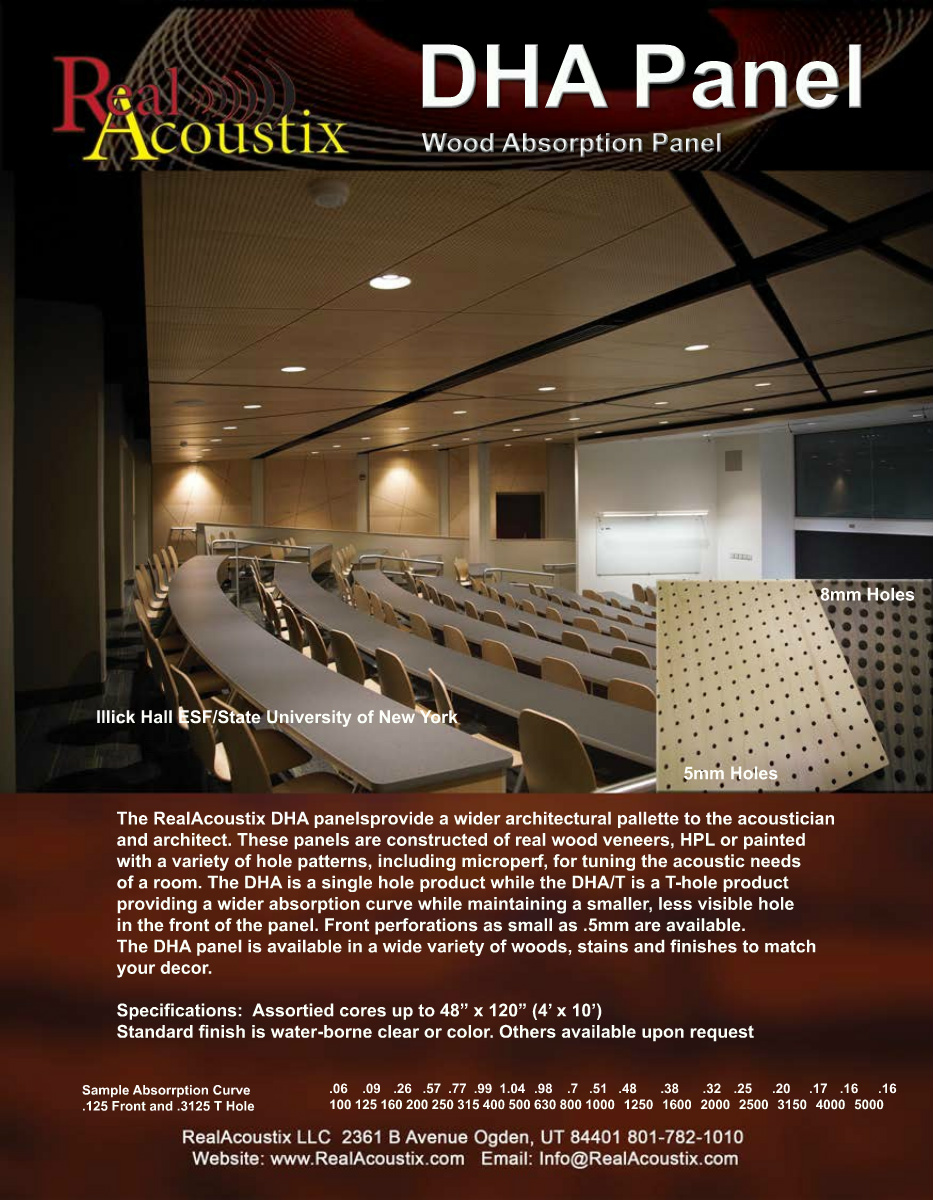 Real Acoustix
DHA Panel
Wood Absorption Panel
8mm Holes
Illick Hall ESF/State University of New York
5mm Holes
The RealAcoustix DHA panelsprovide a wider architectural pallette to the acoustician
and architect. These panels are constructed of real wood veneers, HPL or painted
with a variety of hole patterns, including microperf, for tuning the acoustic needs
of a room. The DHA is a single hole product while the DHA/T is a T-hole product
providing a wider absorption curve while maintaining a smaller, less visible hole
in the front of the panel. Front perforations as small as .5mm are available.
The DHA panel is available in a wide variety of woods, stains and finishes to match
your decor.
Specifications: Assortied cores up to 48” x 120” (4’ x 10’)
Standard finish is water-borne clear or color. Others available upon request
Sample Absorrption Curve .06 .09 .26 .57 .77 .99 1.04 .98 .7 .51 .48 .38 .32 .25 .20 .17 .16 .16
.125 Front and .3125 T Hole 100 125 160 200 250 315 400 500 630 800 1000 1250 1600 2000 2500 3150 4000 5000
RealAcoustix LLC 2361 B Avenue Ogden, UT 84401 801-782-1010
Website: www.RealAcoustix.com Email: Info@RealAcoustix.com